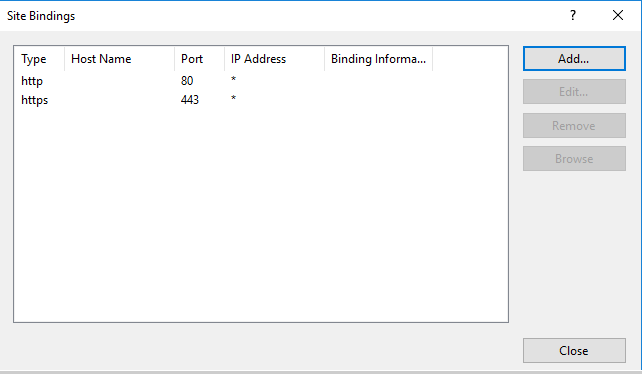 Site Bindings ? ✕
Type Host Name Port IP Address Binding Informa... Add...
http 80 *
https 443 *
Edit...
Remove
Browse
Close